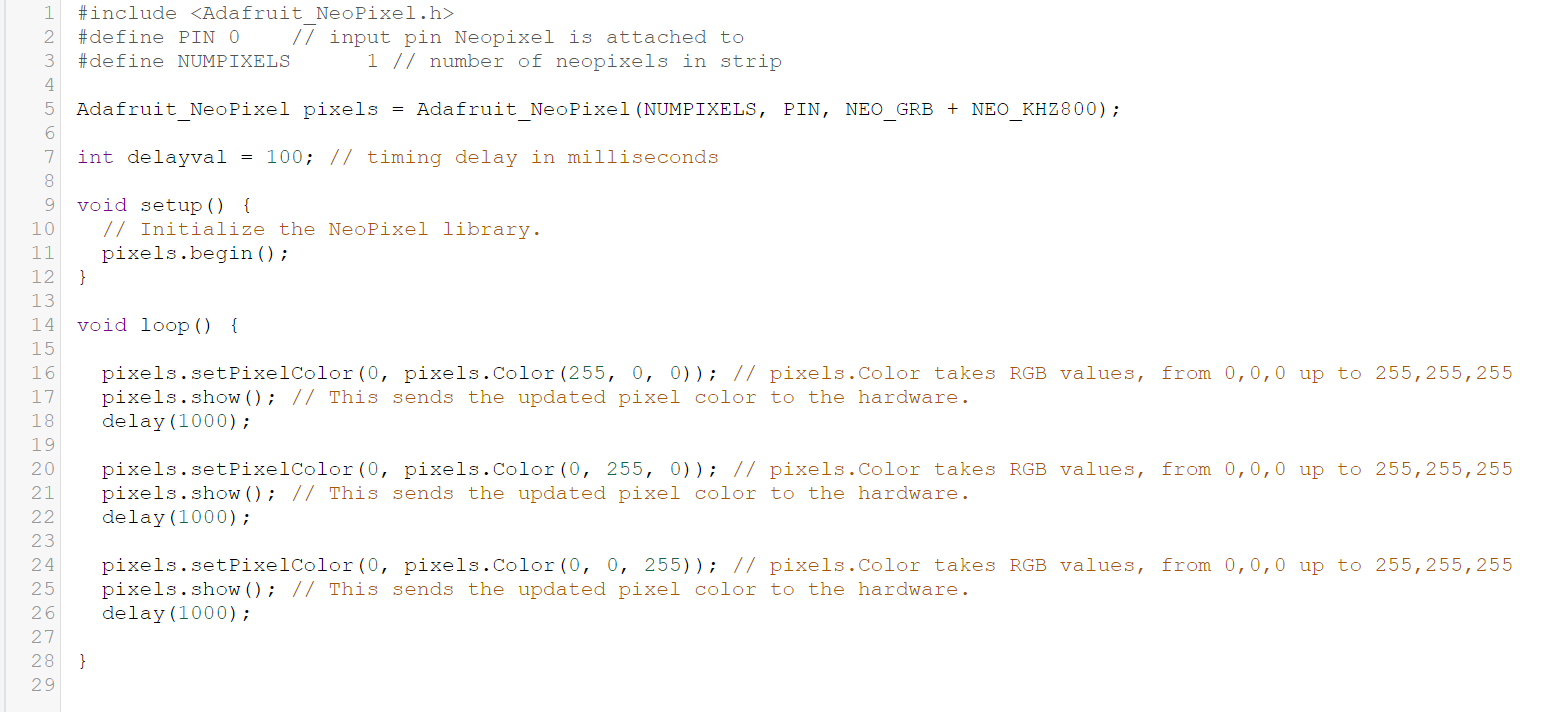 1 #include <Adafruit_NeoPixel.h>
2 #define PIN 0    // input pin Neopixel is attached to
3 #define NUMPIXELS      1 // number of neopixels in strip
4
5 Adafruit_NeoPixel pixels = Adafruit_NeoPixel(NUMPIXELS, PIN, NEO_GRB + NEO_KHZ800);
6
7 int delayval = 100; // timing delay in milliseconds
8
9 void setup() {
10   // Initialize the NeoPixel library.
11   pixels.begin();
12 }
13
14 void loop() {
15
16   pixels.setPixelColor(0, pixels.Color(255, 0, 0)); // pixels.Color takes RGB values, from 0,0,0 up to 255,255,255
17   pixels.show(); // This sends the updated pixel color to the hardware.
18   delay(1000);
19
20   pixels.setPixelColor(0, pixels.Color(0, 255, 0)); // pixels.Color takes RGB values, from 0,0,0 up to 255,255,255
21   pixels.show(); // This sends the updated pixel color to the hardware.
22   delay(1000);
23
24   pixels.setPixelColor(0, pixels.Color(0, 0, 255)); // pixels.Color takes RGB values, from 0,0,0 up to 255,255,255
25   pixels.show(); // This sends the updated pixel color to the hardware.
26   delay(1000);
27
28 }
29